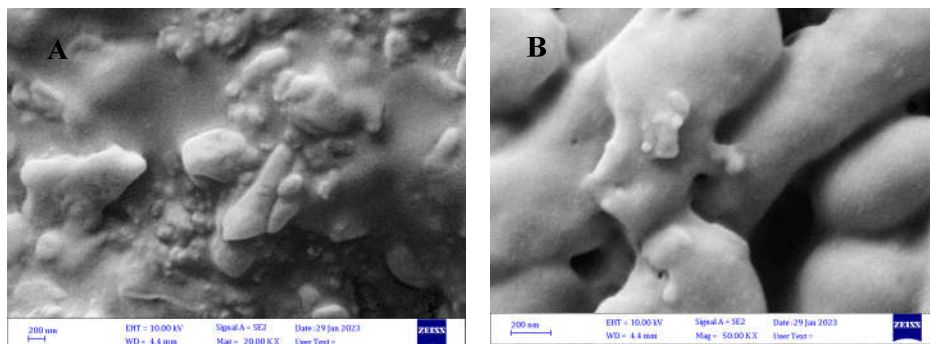 A
200 nm EHT = 10.00 kV Signal A = SE2 Date :29 Jan 2023 ZEISS
WD = 4.4 mm Mag = 20.00 K X User Text =
B
200 nm EHT = 10.00 kV Signal A = SE2 Date :29 Jan 2023 ZEISS
WD = 4.4 mm Mag = 50.00 K X User Text =